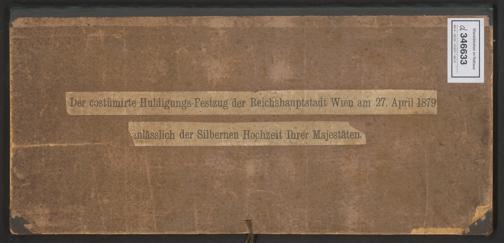 Der costümirte Huldigungs-Festzug der Reichshauptstadt Wien am 27. April 1879
anlässlich der Silbernen Hochzeit Ihrer Majestäten.
d 346633